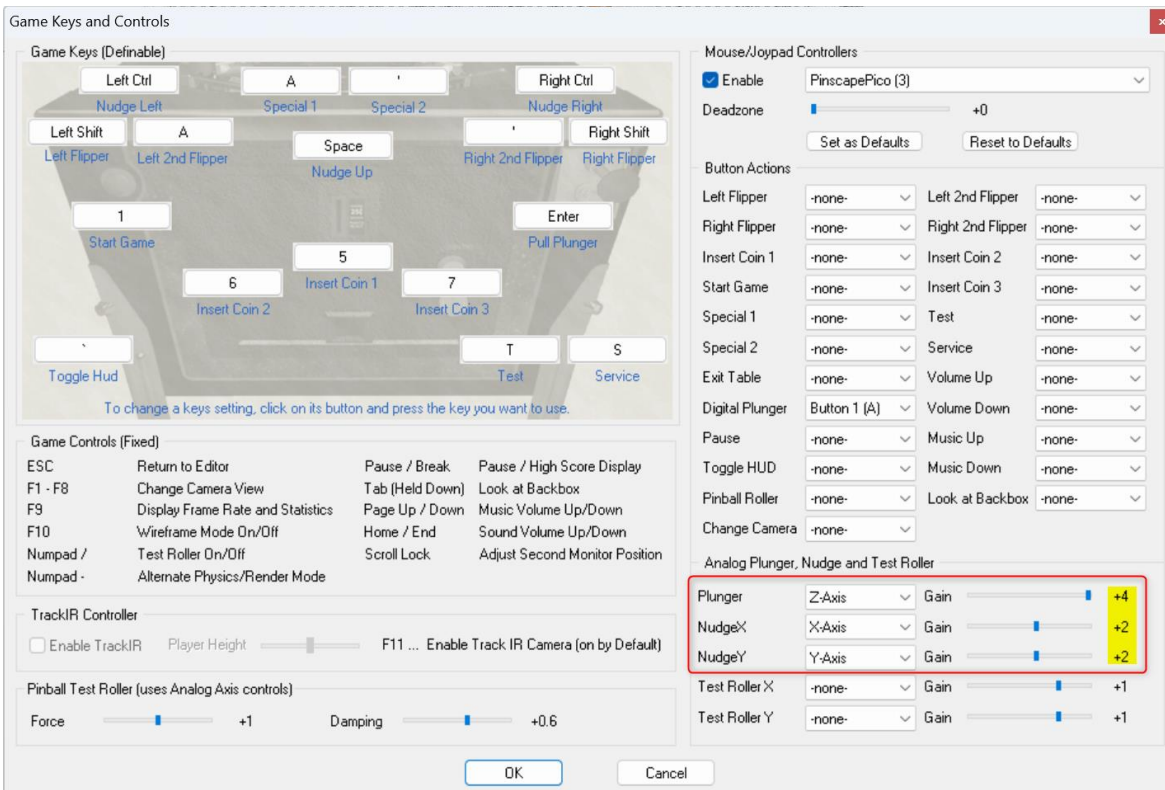 Game Keys and Controls
Game Keys (Definable)
Left Ctrl
Nudge Left
A
Special 1
'
Special 2
Right Ctrl
Nudge Right
Left Shift
Left Flipper
A
Left 2nd Flipper
Space
Nudge Up
'
Right 2nd Flipper
Right Shift
Right Flipper
1
Start Game
Enter
Pull Plunger
5
Insert Coin 1
6
Insert Coin 2
7
Insert Coin 3
`
Toggle Hud
T
Test
S
Service
To change a keys setting, click on its button and press the key you want to use.
Game Controls (Fixed)
ESC Return to Editor Pause / Break Pause / High Score Display
F1 - F8 Change Camera View Tab (Held Down) Look at Backbox
F9 Display Frame Rate and Statistics Page Up / Down Music Volume Up/Down
F10 Wireframe Mode On/Off Home / End Sound Volume Up/Down
Numpad / Test Roller On/Off Scroll Lock Adjust Second Monitor Position
Numpad - Alternate Physics/Render Mode
TrackIR Controller
Enable TrackIR Player Height F11 ... Enable Track IR Camera (on by Default)
Pinball Test Roller (uses Analog Axis controls)
Force +1 Damping +0.6
Mouse/Joypad Controllers
Enable PinscapePico (3)
Deadzone +0
Set as Defaults Reset to Defaults
Button Actions
Left Flipper -none- Left 2nd Flipper -none-
Right Flipper -none- Right 2nd Flipper -none-
Insert Coin 1 -none- Insert Coin 2 -none-
Start Game -none- Insert Coin 3 -none-
Special 1 -none- Test -none-
Special 2 -none- Service -none-
Exit Table -none- Volume Up -none-
Digital Plunger Button 1 (A) Volume Down -none-
Pause -none- Music Up -none-
Toggle HUD -none- Music Down -none-
Pinball Roller -none- Look at Backbox -none-
Change Camera -none-
Analog Plunger, Nudge and Test Roller
Plunger Z-Axis Gain +4
NudgeX X-Axis Gain +2
NudgeY Y-Axis Gain +2
Test Roller X -none- Gain +1
Test Roller Y -none- Gain +1
OK Cancel